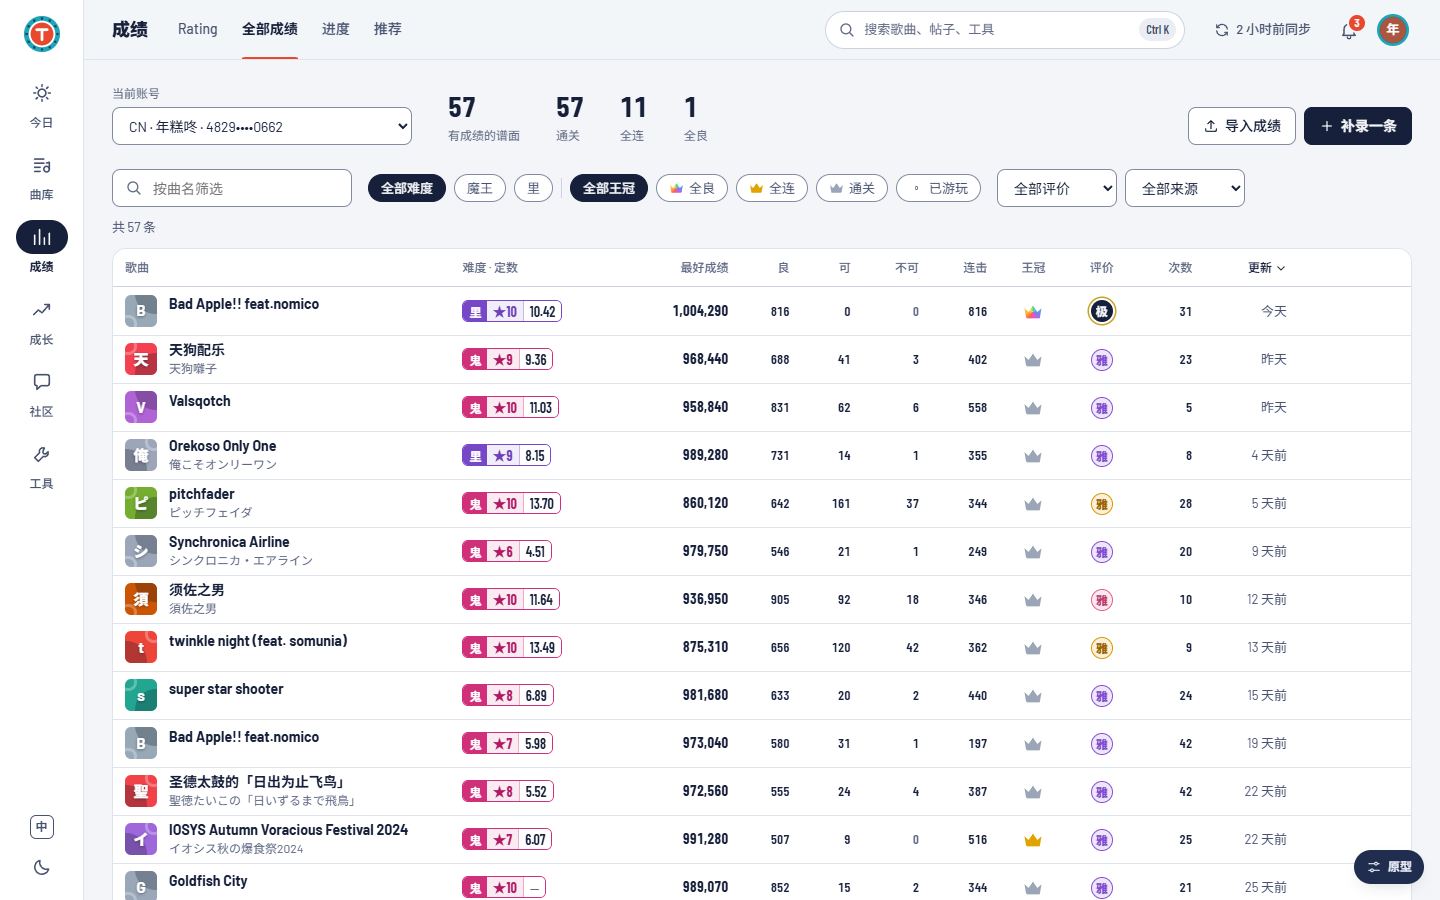 T
成绩
Rating
全部成绩
进度
推荐
搜索歌曲、帖子、工具
Ctrl K
2 小时前同步
3
年
今日
曲库
成绩
成长
社区
工具
中
当前账号
CN · 年糕咚 · 4829••••0662
57
有成绩的谱面
57
通关
11
全连
1
全良
导入成绩
补录一条
按曲名筛选
全部难度
魔王
里
全部王冠
全良
全连
通关
已游玩
全部评价
全部来源
共 57 条
歌曲 难度 · 定数 最好成绩 良 可 不可 连击 王冠 评价 次数 更新
B Bad Apple!! feat.nomico 里 ★10 10.42 1,004,290 816 0 0 816 极 31 今天
天 天狗配乐 鬼 ★9 9.36 968,440 688 41 3 402 雅 23 昨天
天狗囃子
V Valsqotch 鬼 ★10 11.03 958,840 831 62 6 558 雅 5 昨天
俺 Orekoso Only One 里 ★9 8.15 989,280 731 14 1 355 雅 8 4 天前
俺こそオンリーワン
ピ pitchfader 鬼 ★10 13.70 860,120 642 161 37 344 雅 28 5 天前
ピッチフェイダ
シ Synchronica Airline 鬼 ★6 4.51 979,750 546 21 1 249 雅 20 9 天前
シンクロニカ・エアライン
須 须佐之男 鬼 ★10 11.64 936,950 905 92 18 346 雅 10 12 天前
須佐之男
t twinkle night (feat. somunia) 鬼 ★10 13.49 875,310 656 120 42 362 雅 9 13 天前
s super star shooter 鬼 ★8 6.89 981,680 633 20 2 440 雅 24 15 天前
B Bad Apple!! feat.nomico 鬼 ★7 5.98 973,040 580 31 1 197 雅 42 19 天前
聖 圣德太鼓的「日出为止飞鸟」 鬼 ★8 5.52 972,560 555 24 4 387 雅 42 22 天前
聖徳たいこの「日いずるまで飛鳥」
イ IOSYS Autumn Voracious Festival 2024 鬼 ★7 6.07 991,280 507 9 0 516 雅 25 22 天前
イオシス秋の爆食祭2024
G Goldfish City 鬼 ★10 — 989,070 852 15 2 344 雅 21 25 天前
原型